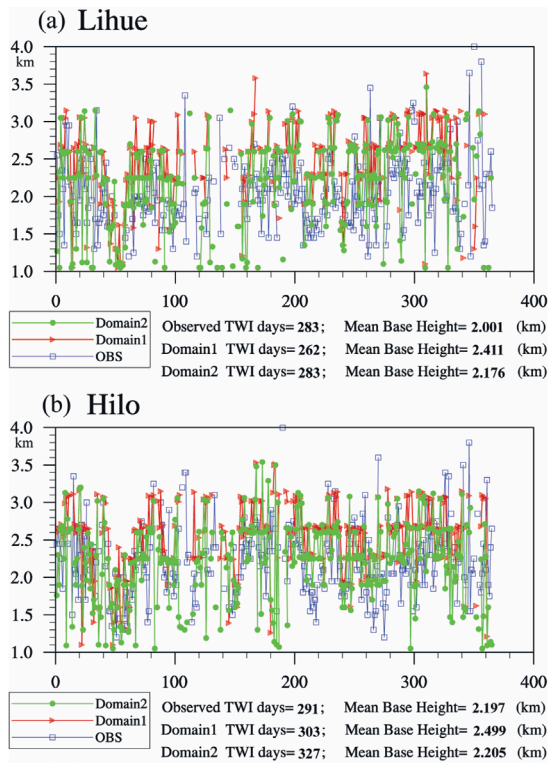 (a) Lihue
4.0
km
3.5
3.0
2.5
2.0
1.5
1.0
0 100 200 300 400
Domain2
Domain1
OBS
Observed TWI days= 283; Mean Base Height= 2.001 (km)
Domain1 TWI days= 262; Mean Base Height= 2.411 (km)
Domain2 TWI days= 283; Mean Base Height= 2.176 (km)
(b) Hilo
4.0
km
3.5
3.0
2.5
2.0
1.5
1.0
0 100 200 300 400
Domain2
Domain1
OBS
Observed TWI days= 291; Mean Base Height= 2.197 (km)
Domain1 TWI days= 303; Mean Base Height= 2.499 (km)
Domain2 TWI days= 327; Mean Base Height= 2.205 (km)